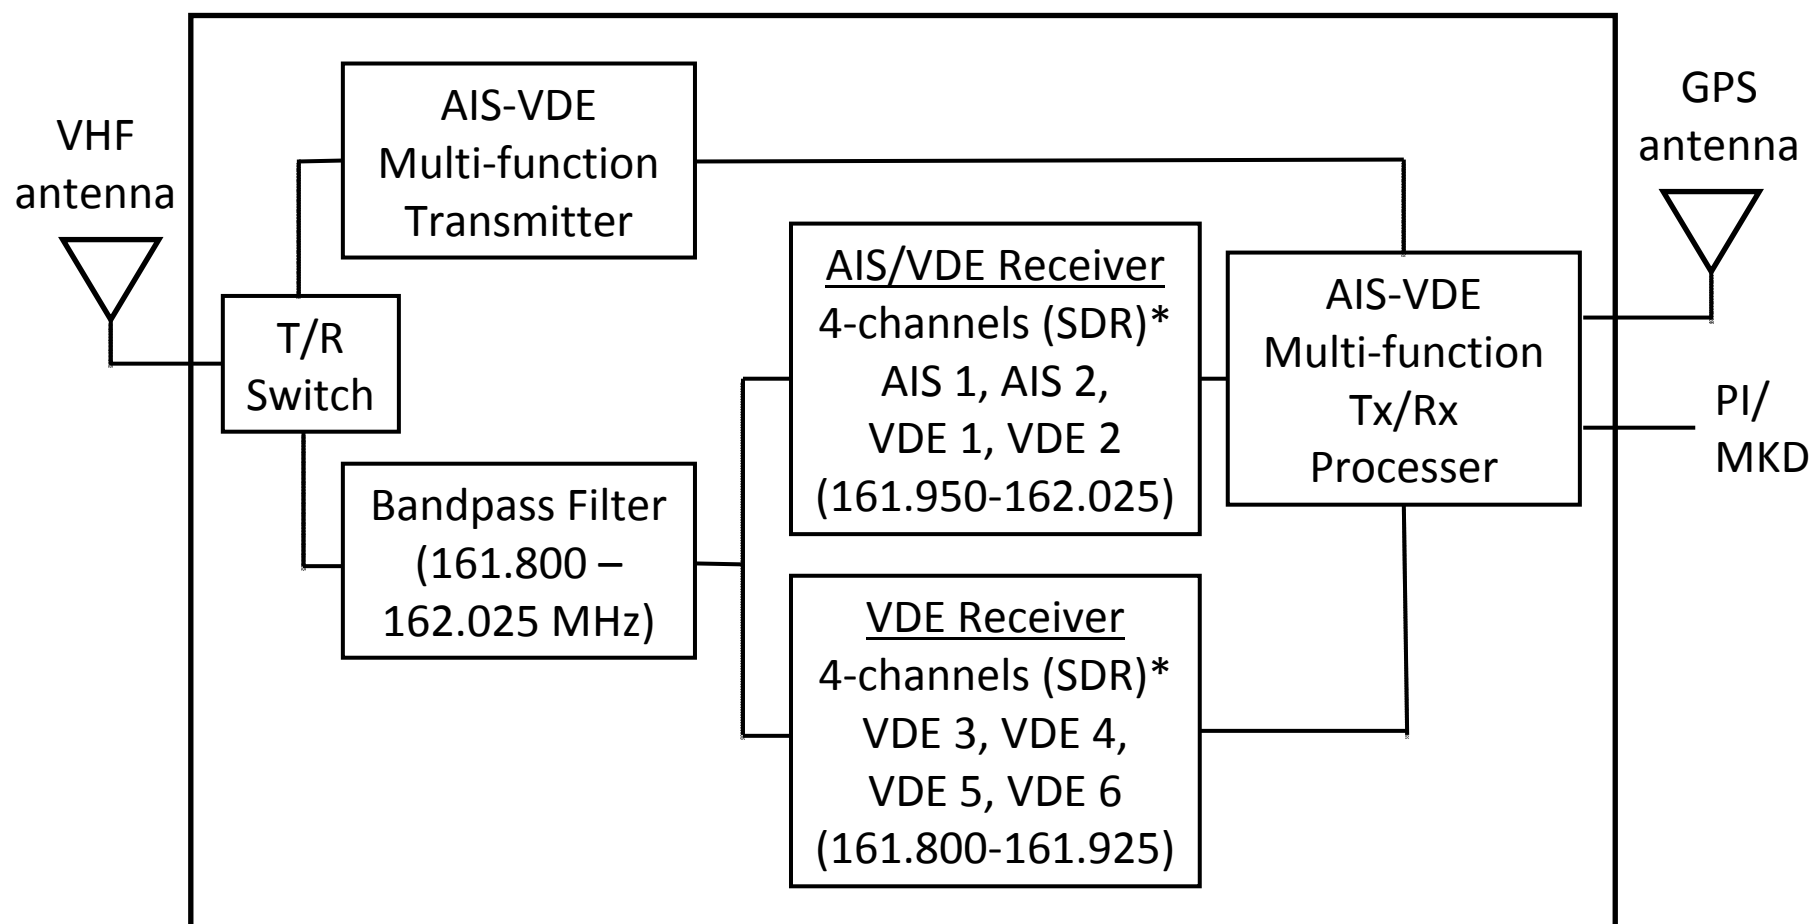 VHF
antenna
AIS-VDE
Multi-function
Transmitter
T/R
Switch
Bandpass Filter
(161.800 –
162.025 MHz)
AIS/VDE Receiver
4-channels (SDR)*
AIS 1, AIS 2,
VDE 1, VDE 2
(161.950-162.025)
VDE Receiver
4-channels (SDR)*
VDE 3, VDE 4,
VDE 5, VDE 6
(161.800-161.925)
AIS-VDE
Multi-function
Tx/Rx
Processer
GPS
antenna
PI/
MKD